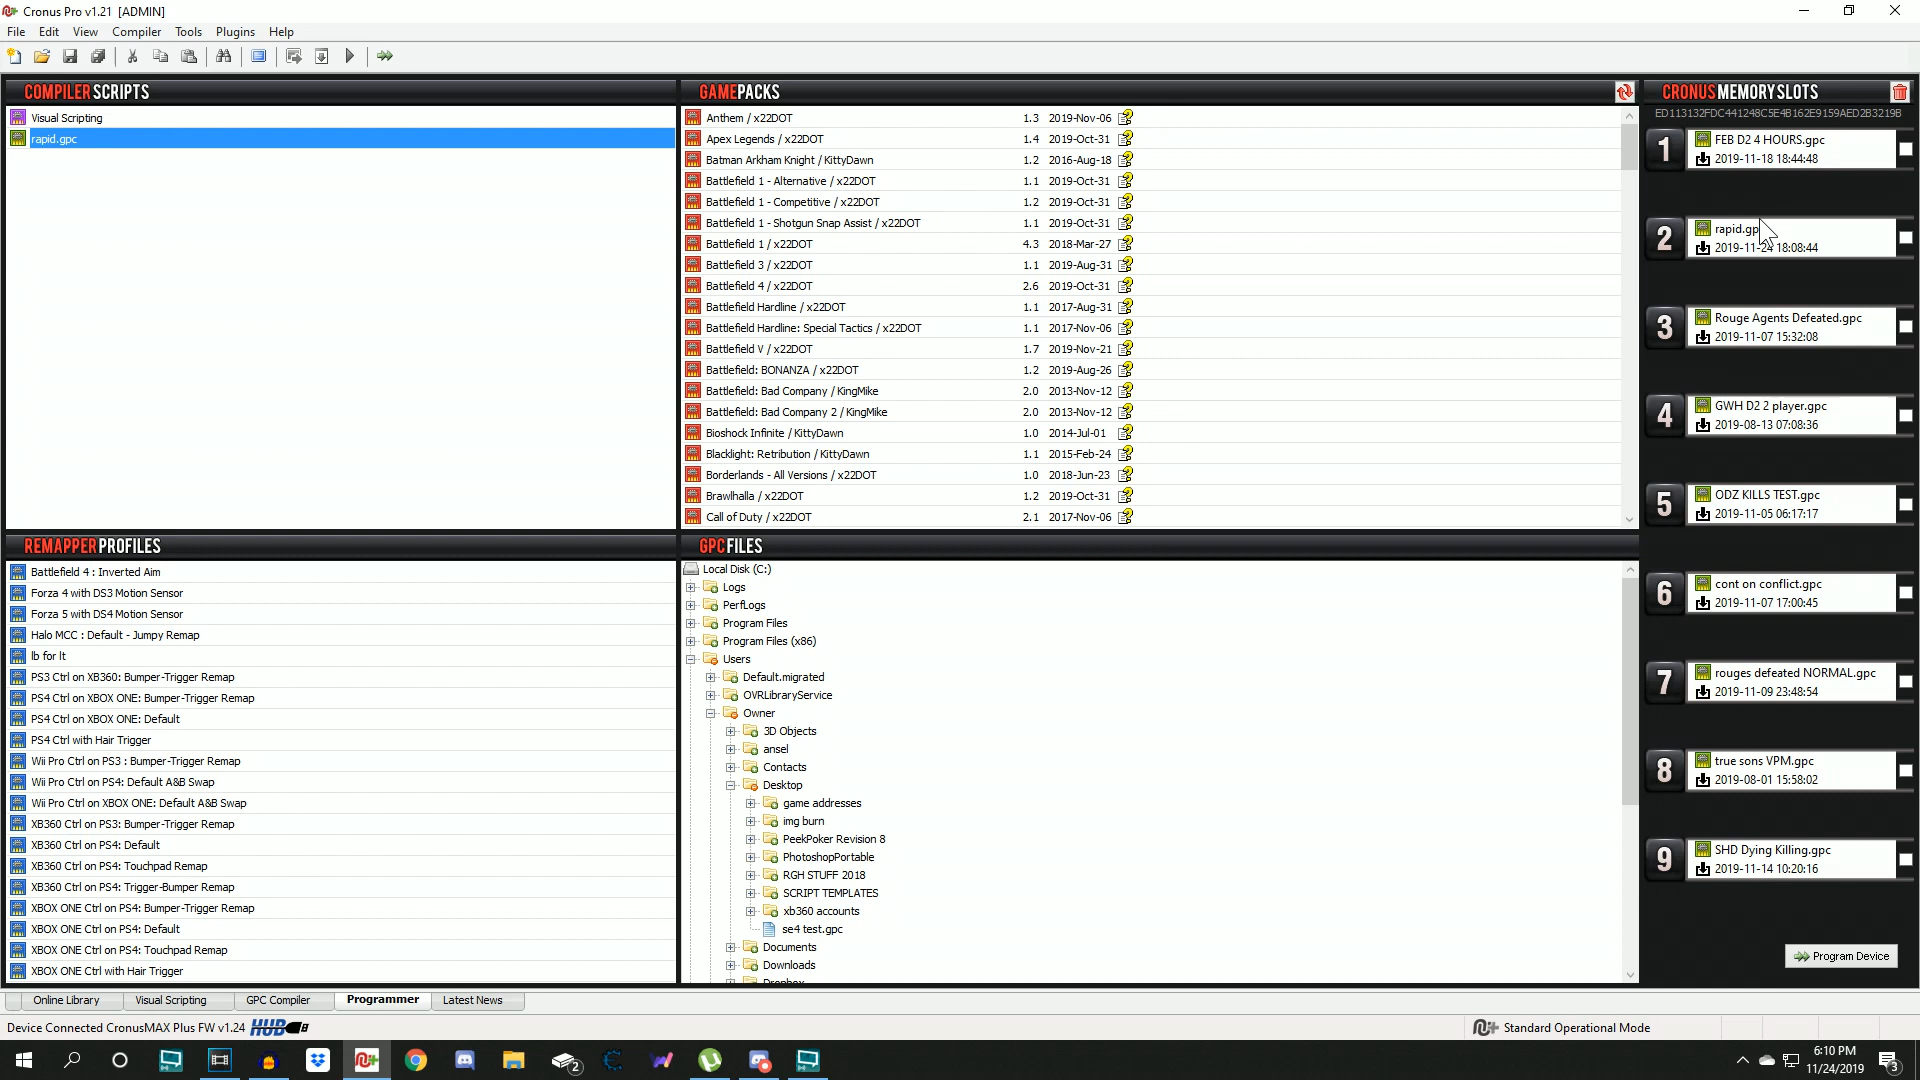 Cronus Pro v1.21 [ADMIN]
File Edit View Compiler Tools Plugins Help
COMPILER SCRIPTS
Visual Scripting
rapid.gpc
GAMEPACKS
Anthem / x22DOT 1.3 2019-Nov-06
Apex Legends / x22DOT 1.4 2019-Oct-31
Batman Arkham Knight / KittyDawn 1.2 2016-Aug-18
Battlefield 1 - Alternative / x22DOT 1.1 2019-Oct-31
Battlefield 1 - Competitive / x22DOT 1.2 2019-Oct-31
Battlefield 1 - Shotgun Snap Assist / x22DOT 1.1 2019-Oct-31
Battlefield 1 / x22DOT 4.3 2018-Mar-27
Battlefield 3 / x22DOT 1.1 2019-Aug-31
Battlefield 4 / x22DOT 2.6 2019-Oct-31
Battlefield Hardline / x22DOT 1.1 2017-Aug-31
Battlefield Hardline: Special Tactics / x22DOT 1.1 2017-Nov-06
Battlefield V / x22DOT 1.7 2019-Nov-21
Battlefield: BONANZA / x22DOT 1.2 2019-Aug-26
Battlefield: Bad Company / KingMike 2.0 2013-Nov-12
Battlefield: Bad Company 2 / KingMike 2.0 2013-Nov-12
Bioshock Infinite / KittyDawn 1.0 2014-Jul-01
Blacklight: Retribution / KittyDawn 1.1 2015-Feb-24
Borderlands - All Versions / x22DOT 1.0 2018-Jun-23
Brawlhalla / x22DOT 1.2 2019-Oct-31
Call of Duty / x22DOT 2.1 2017-Nov-06
CRONUS MEMORY SLOTS
ED113132FDC441248C5E4B162E9159AED2B3219B
1 FEB D2 4 HOURS.gpc
2019-11-18 18:44:48
2 rapid.gp
2019-11-24 18:08:44
3 Rouge Agents Defeated.gpc
2019-11-07 15:32:08
4 GWH D2 2 player.gpc
2019-08-13 07:08:36
5 ODZ KILLS TEST.gpc
2019-11-05 06:17:17
6 cont on conflict.gpc
2019-11-07 17:00:45
7 rouges defeated NORMAL.gpc
2019-11-09 23:48:54
8 true sons VPM.gpc
2019-08-01 15:58:02
9 SHD Dying Killing.gpc
2019-11-14 10:20:16
Program Device
REMAPPER PROFILES
Battlefield 4 : Inverted Aim
Forza 4 with DS3 Motion Sensor
Forza 5 with DS4 Motion Sensor
Halo MCC : Default - Jumpy Remap
lb for lt
PS3 Ctrl on XB360: Bumper-Trigger Remap
PS4 Ctrl on XBOX ONE: Bumper-Trigger Remap
PS4 Ctrl on XBOX ONE: Default
PS4 Ctrl with Hair Trigger
Wii Pro Ctrl on PS3 : Bumper-Trigger Remap
Wii Pro Ctrl on PS4: Default A&B Swap
Wii Pro Ctrl on XBOX ONE: Default A&B Swap
XB360 Ctrl on PS3: Bumper-Trigger Remap
XB360 Ctrl on PS4: Default
XB360 Ctrl on PS4: Touchpad Remap
XB360 Ctrl on PS4: Trigger-Bumper Remap
XBOX ONE Ctrl on PS4: Bumper-Trigger Remap
XBOX ONE Ctrl on PS4: Default
XBOX ONE Ctrl on PS4: Touchpad Remap
XBOX ONE Ctrl with Hair Trigger
GPC FILES
Local Disk (C:)
Logs
PerfLogs
Program Files
Program Files (x86)
Users
Default.migrated
OVRLibraryService
Owner
3D Objects
ansel
Contacts
Desktop
game addresses
img burn
PeekPoker Revision 8
PhotoshopPortable
RGH STUFF 2018
SCRIPT TEMPLATES
xb360 accounts
se4 test.gpc
Documents
Downloads
Dropbox
Online Library Visual Scripting GPC Compiler Programmer Latest News
Device Connected CronusMAX Plus FW v1.24 HUB
Standard Operational Mode
2
6:10 PM
11/24/2019
3